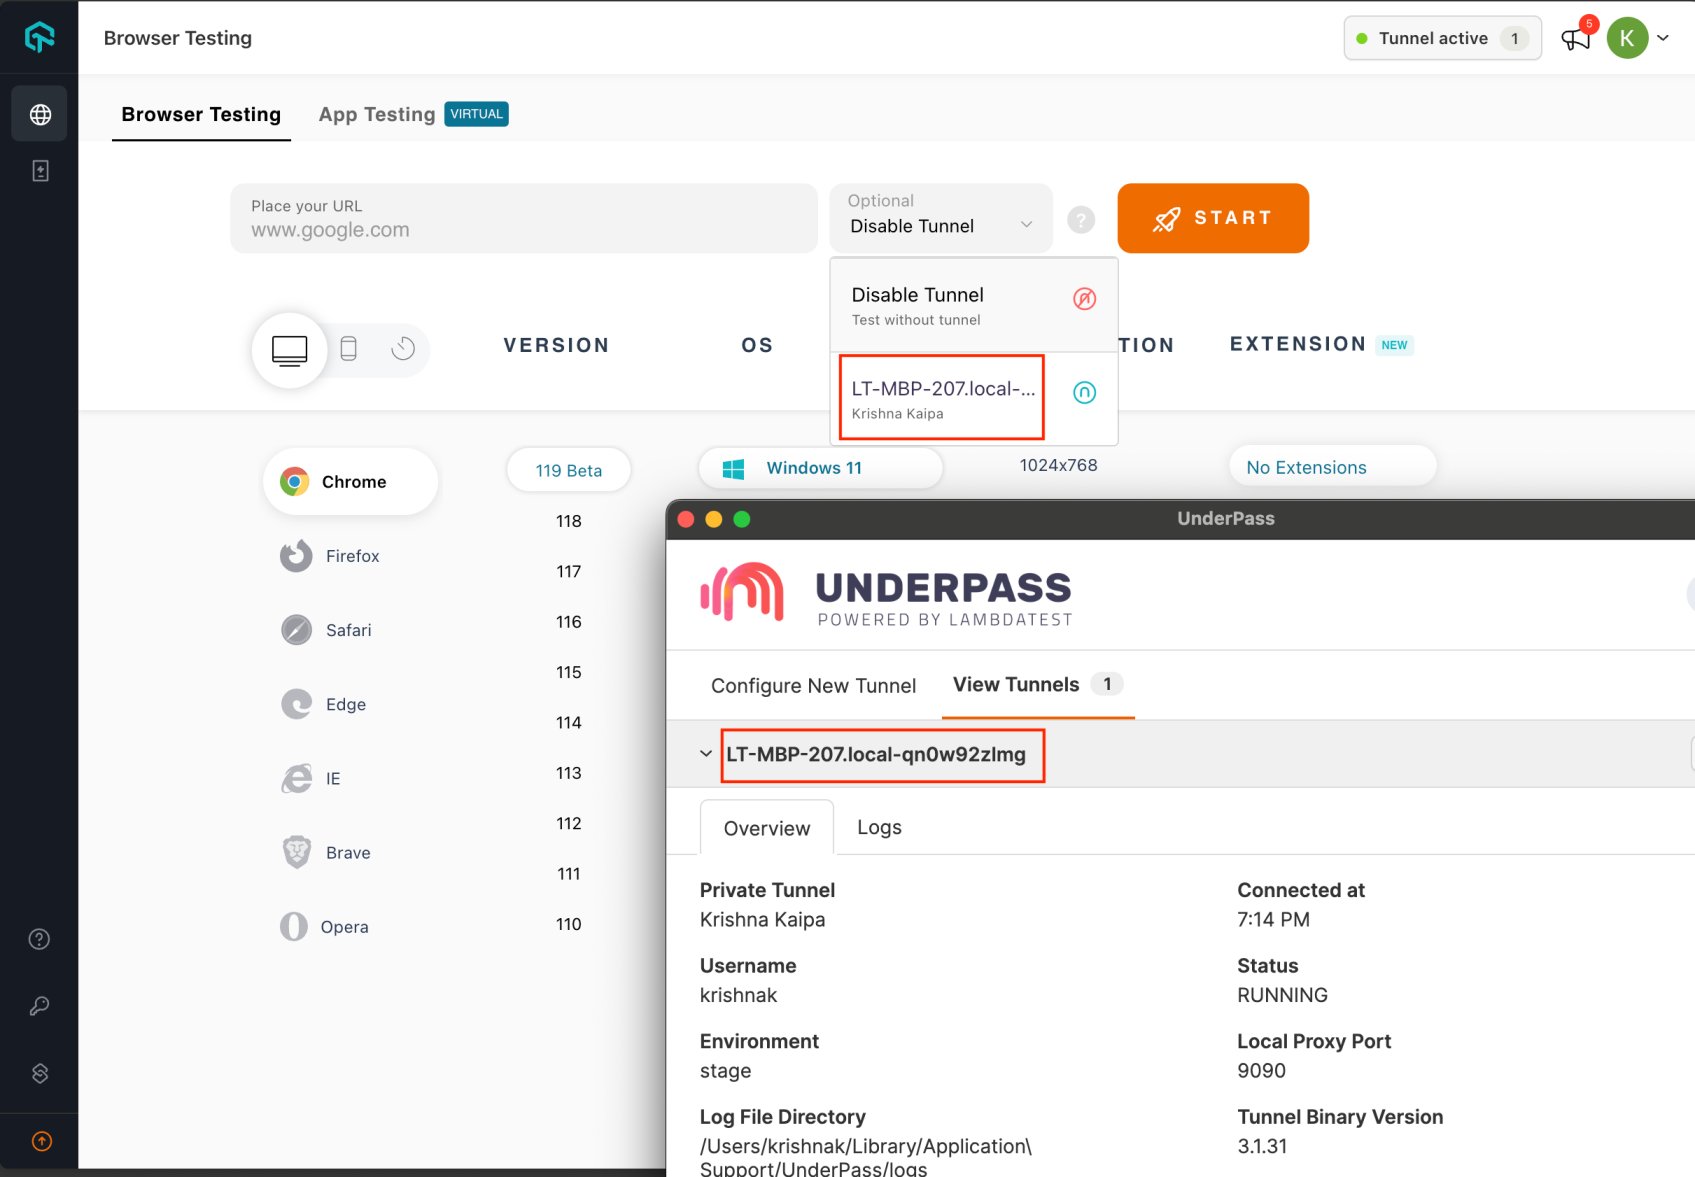 Browser Testing
Tunnel active 1
5
K
Browser Testing
App Testing VIRTUAL
Place your URL
www.google.com
Optional
Disable Tunnel
?
START
Disable Tunnel
Test without tunnel
LT-MBP-207.local-...
Krishna Kaipa
VERSION
OS
TION
EXTENSION NEW
Chrome
Firefox
Safari
Edge
IE
Brave
Opera
119 Beta
118
117
116
115
114
113
112
111
110
Windows 11
1024x768
No Extensions
UnderPass
UNDERPASS
POWERED BY LAMBDATEST
Configure New Tunnel
View Tunnels 1
LT-MBP-207.local-qn0w92zlmg
Overview
Logs
Private Tunnel
Krishna Kaipa
Connected at
7:14 PM
Username
krishnak
Status
RUNNING
Environment
stage
Local Proxy Port
9090
Log File Directory
/Users/krishnak/Library/Application\
Support/UnderPass/logs
Tunnel Binary Version
3.1.31